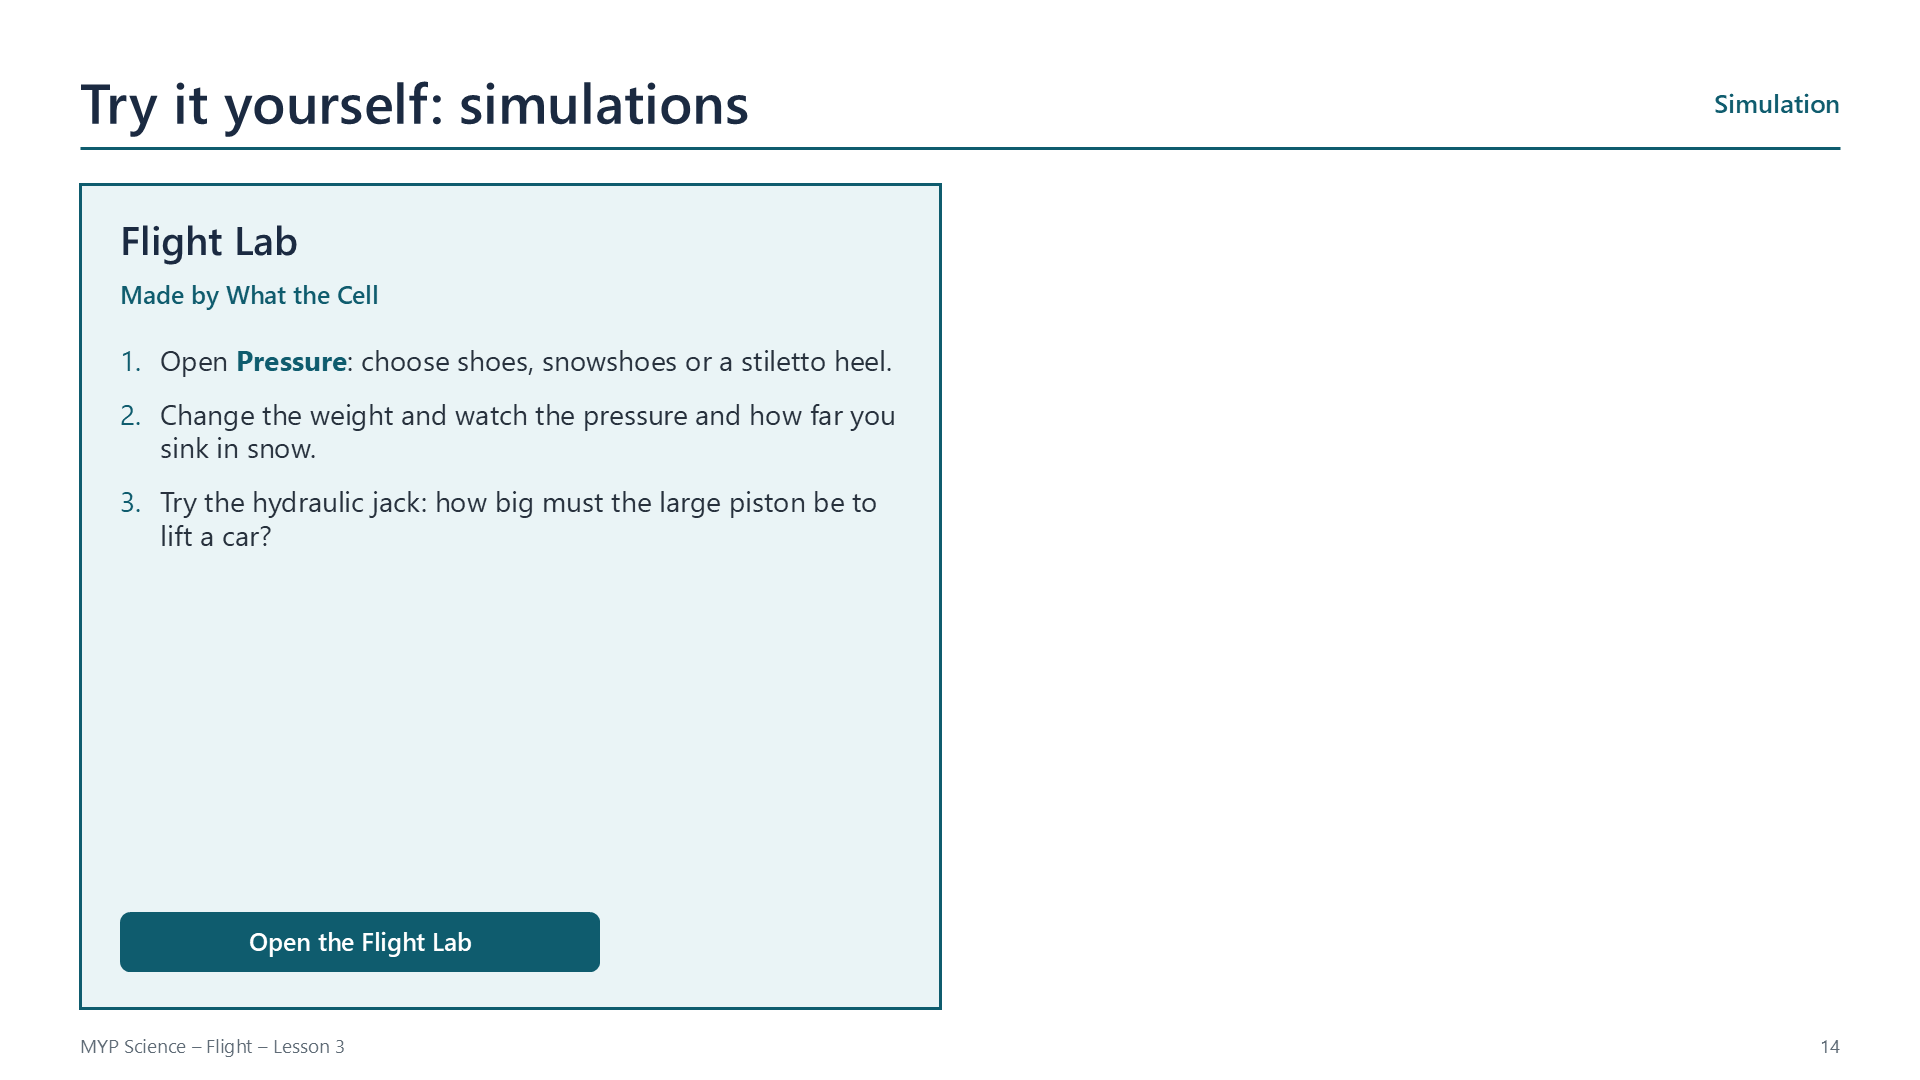 Try it yourself: simulations
Simulation
Flight Lab
Made by What the Cell
1. Open Pressure: choose shoes, snowshoes or a stiletto heel.
2. Change the weight and watch the pressure and how far you
sink in snow.
3. Try the hydraulic jack: how big must the large piston be to
lift a car?
Open the Flight Lab
MYP Science – Flight – Lesson 3
14